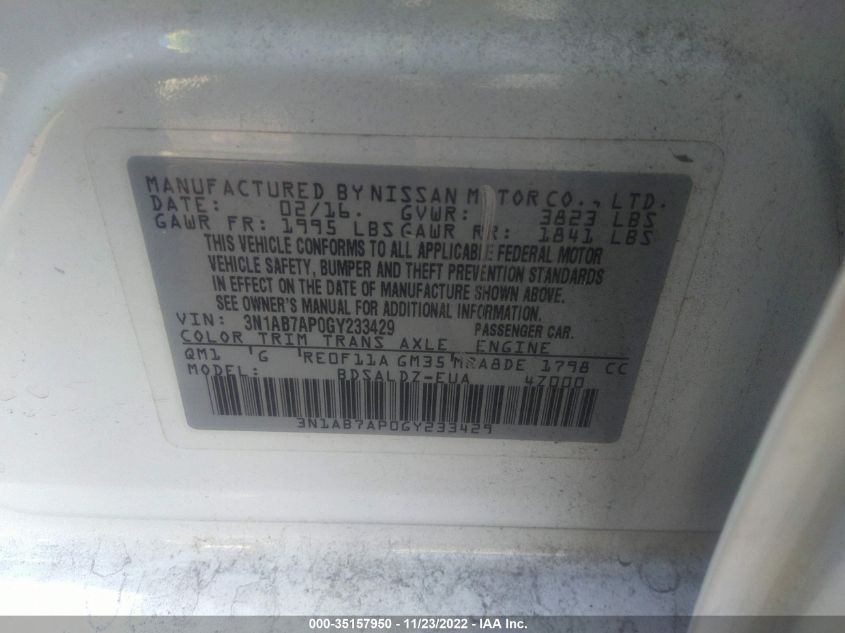 MANUFACTURED BY NISSAN MOTOR CO., LTD.
DATE: 02/16. GVWR: 3823 LBS
GAWR FR: 1995 LBS GAWR RR: 1841 LBS
THIS VEHICLE CONFORMS TO ALL APPLICABLE FEDERAL MOTOR
VEHICLE SAFETY, BUMPER AND THEFT PREVENTION STANDARDS
IN EFFECT ON THE DATE OF MANUFACTURE SHOWN ABOVE.
SEE OWNER'S MANUAL FOR ADDITIONAL INFORMATION.
VIN: 3N1AB7AP0GY233429 PASSENGER CAR.
COLOR TRIM TRANS AXLE ENGINE
QM1 G RE0F11A GM35 MRA8DE 1798 CC
MODEL: BDSALDZ-EUA 47000
3N1AB7AP0GY233429
000-35157950 - 11/23/2022 - IAA Inc.